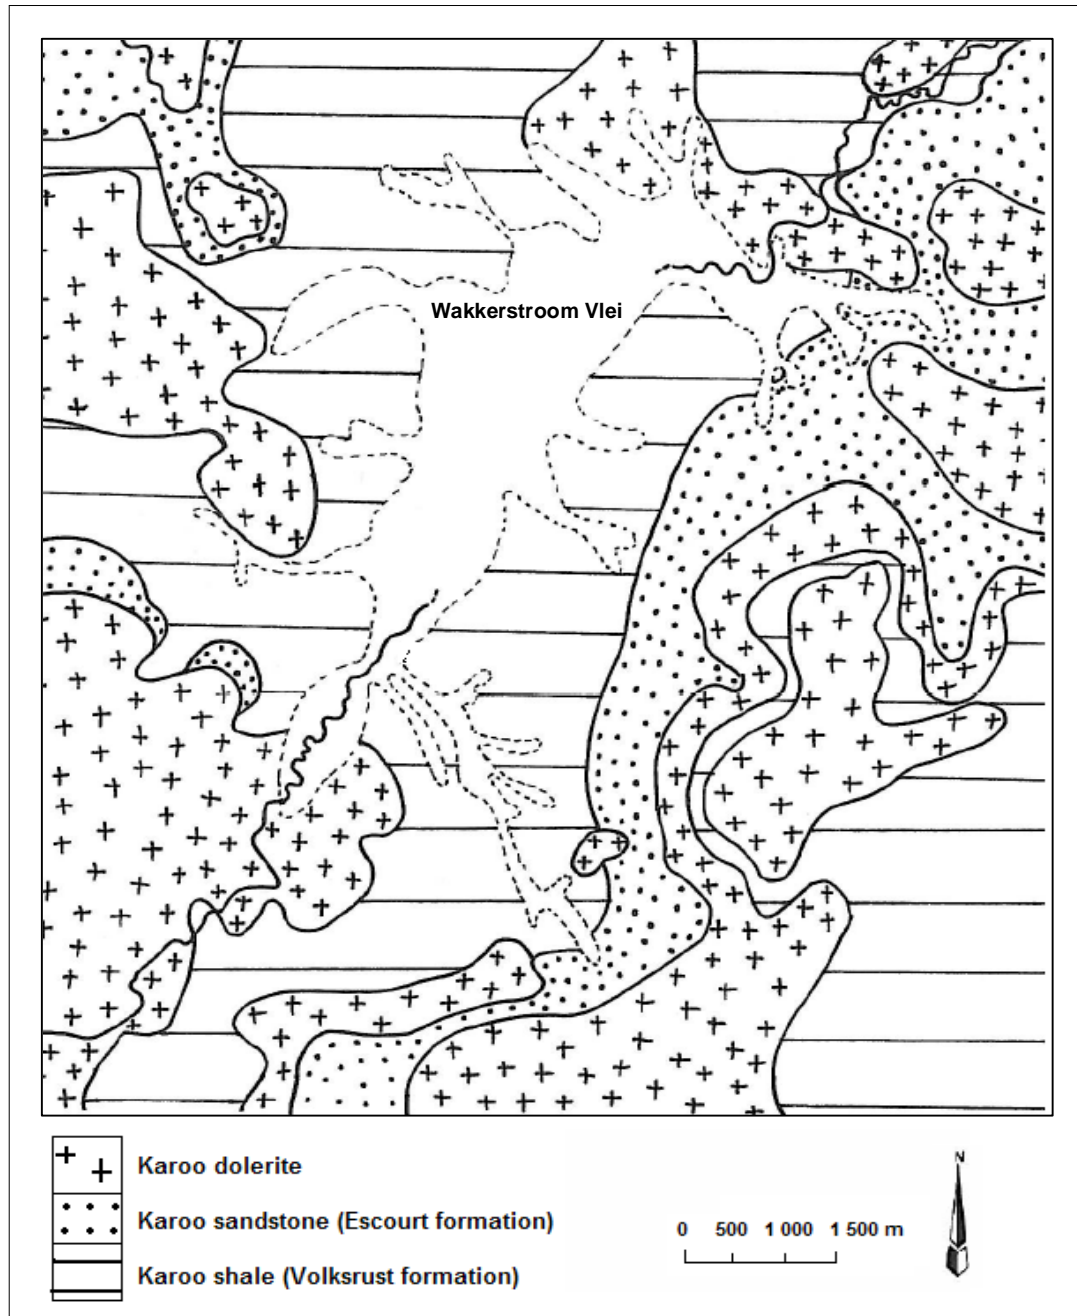 Wakkerstroom Vlei
Karoo dolerite
Karoo sandstone (Escourt formation)
Karoo shale (Volksrust formation)
0 500 1 000 1 500 m
N